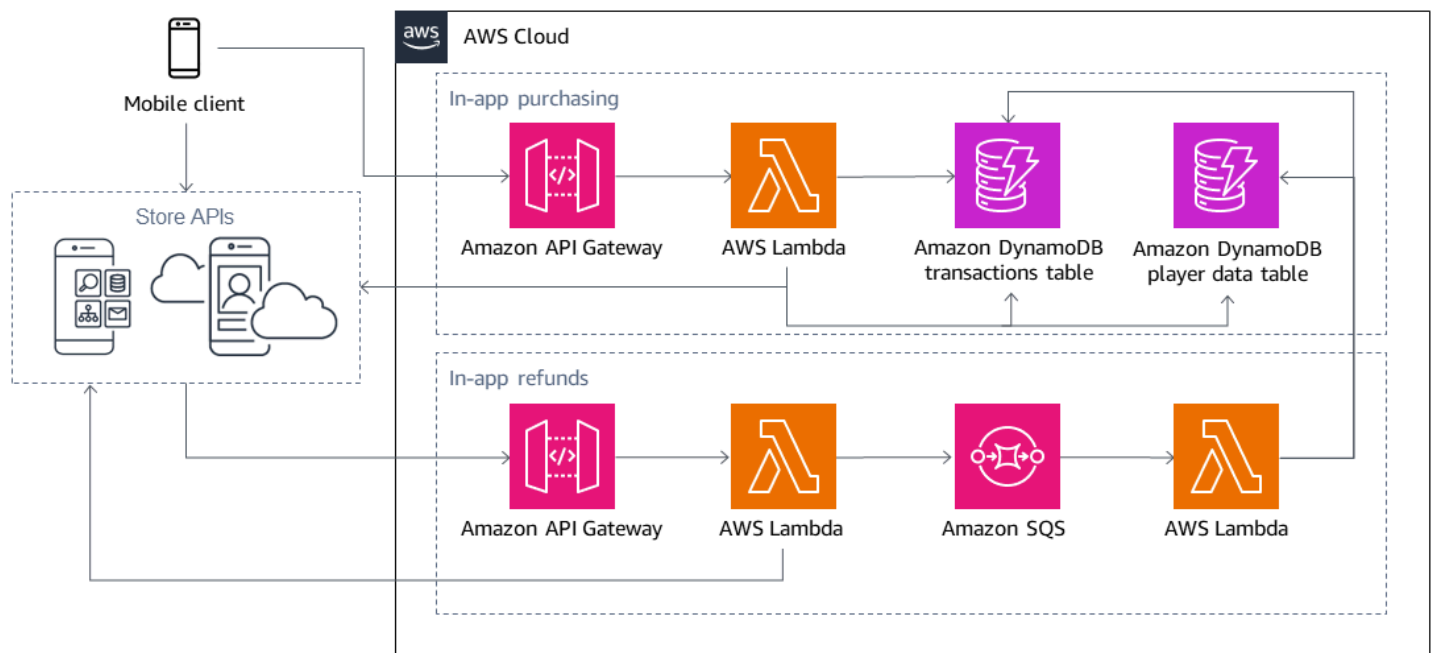 aws
AWS Cloud
Mobile client
In-app purchasing
</>
Amazon API Gateway
AWS Lambda
Amazon DynamoDB
transactions table
Amazon DynamoDB
player data table
Store APIs
In-app refunds
</>
Amazon API Gateway
AWS Lambda
Amazon SQS
AWS Lambda